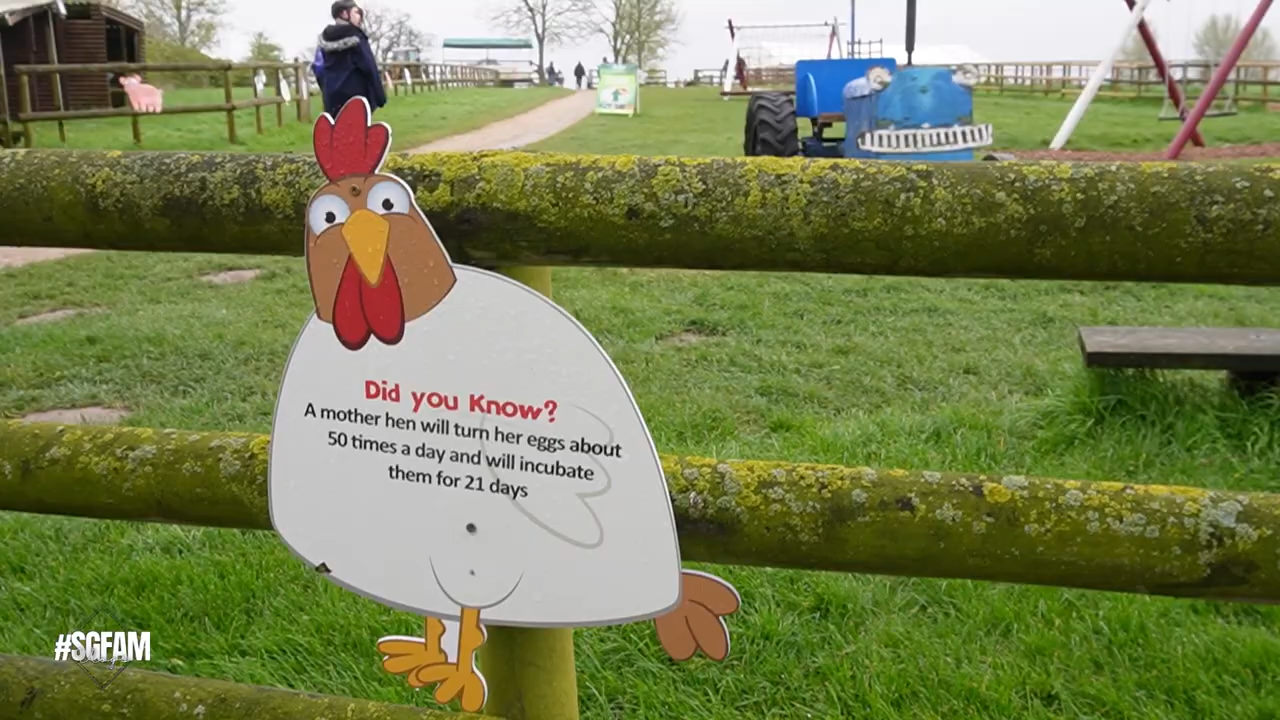 Did you Know?
A mother hen will turn her eggs about
50 times a day and will incubate
them for 21 days
#SGFAM